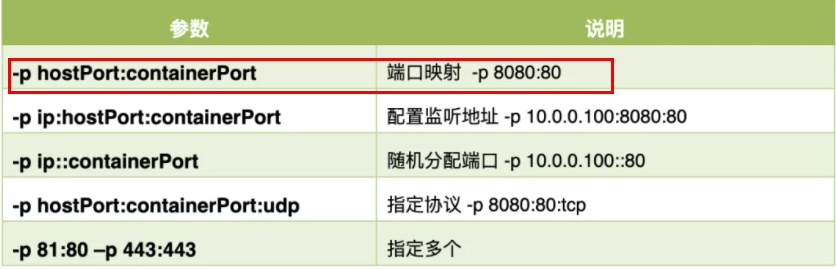 参数 说明
-p hostPort:containerPort 端口映射 -p 8080:80
-p ip:hostPort:containerPort 配置监听地址 -p 10.0.0.100:8080:80
-p ip::containerPort 随机分配端口 -p 10.0.0.100::80
-p hostPort:containerPort:udp 指定协议 -p 8080:80:tcp
-p 81:80 –p 443:443 指定多个